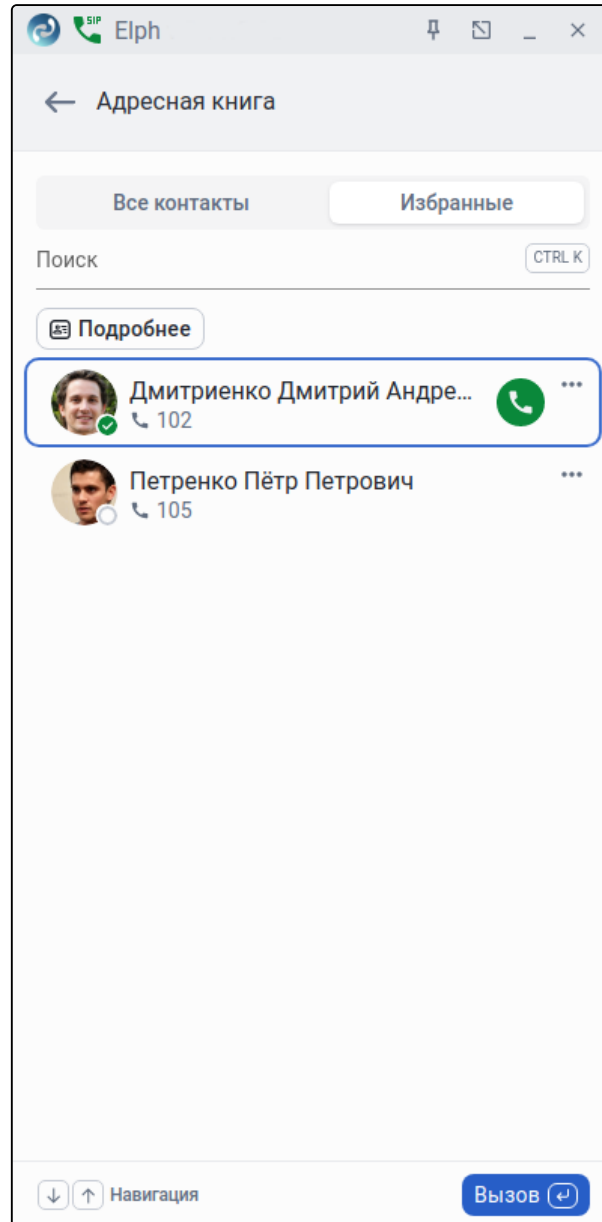 SIP
Elph
Адресная книга
Все контакты
Избранные
Поиск
CTRL K
Подробнее
Дмитриенко Дмитрий Андре...
102
Петренко Пётр Петрович
105
Навигация
Вызов